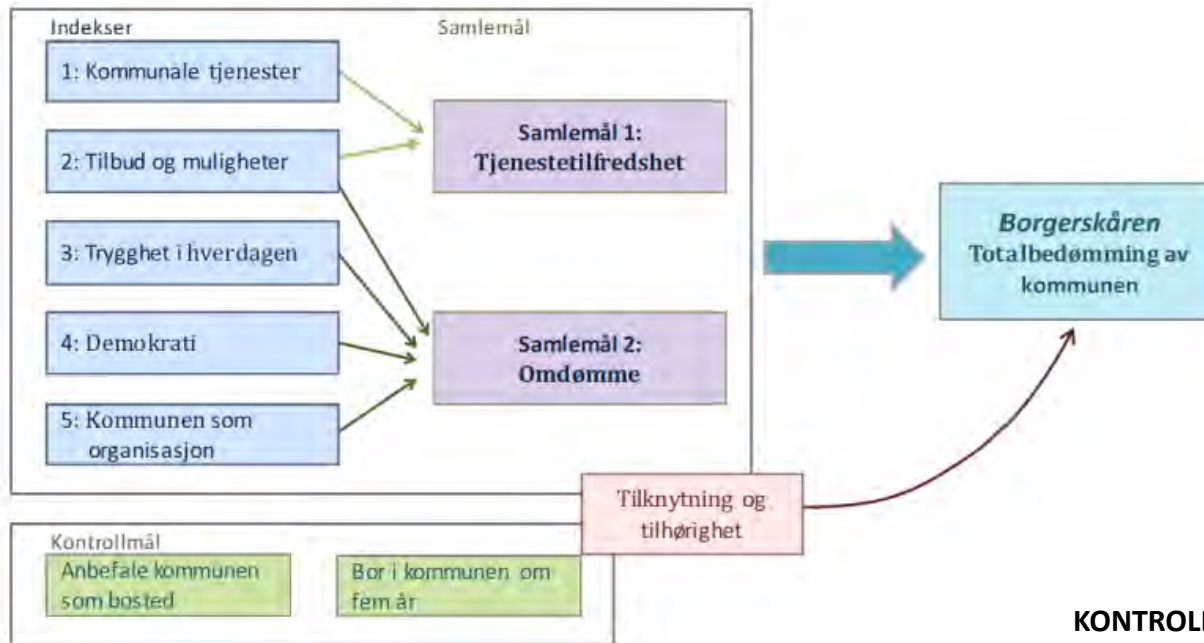 Indekser
Samlemål
1: Kommunale tjenester
2: Tilbud og muligheter
3: Trygghet i hverdagen
4: Demokrati
5: Kommunen som
organisasjon
Samlemål 1:
Tjenestetilfredshet
Samlemål 2:
Omdømme
Borgerskåren
Totalbedømming av
kommunen
Tilknytning og
tilhørighet
Kontrollmål
Anbefale kommunen
som bosted
Bor i kommunen om
fem år